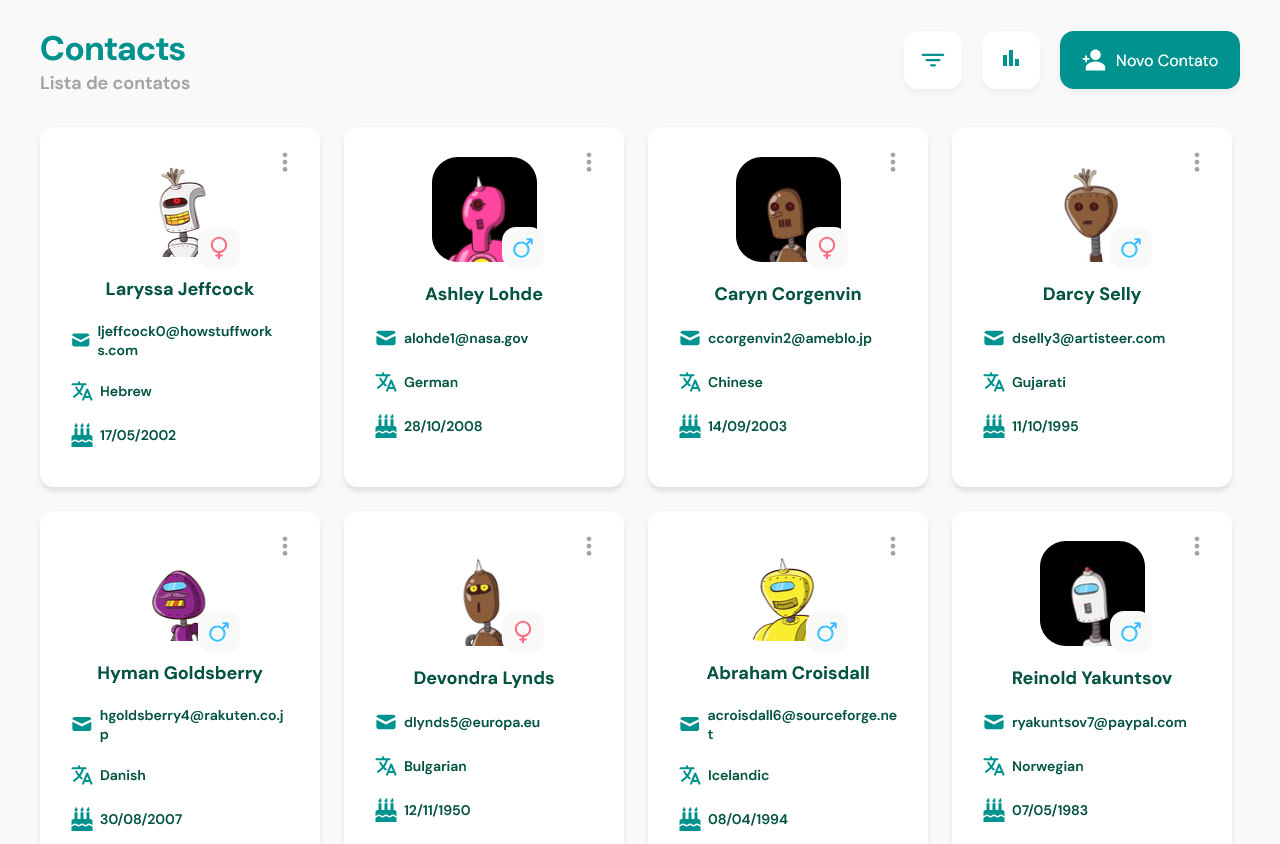 Contacts
Lista de contatos
Novo Contato
Laryssa Jeffcock
ljeffcock0@howstuffwork
s.com
Hebrew
17/05/2002
Ashley Lohde
alohde1@nasa.gov
German
28/10/2008
Caryn Corgenvin
ccorgenvin2@ameblo.jp
Chinese
14/09/2003
Darcy Selly
dselly3@artisteer.com
Gujarati
11/10/1995
Hyman Goldsberry
hgoldsberry4@rakuten.co.j
p
Danish
30/08/2007
Devondra Lynds
dlynds5@europa.eu
Bulgarian
12/11/1950
Abraham Croisdall
acroisdall6@sourceforge.ne
t
Icelandic
08/04/1994
Reinold Yakuntsov
ryakuntsov7@paypal.com
Norwegian
07/05/1983